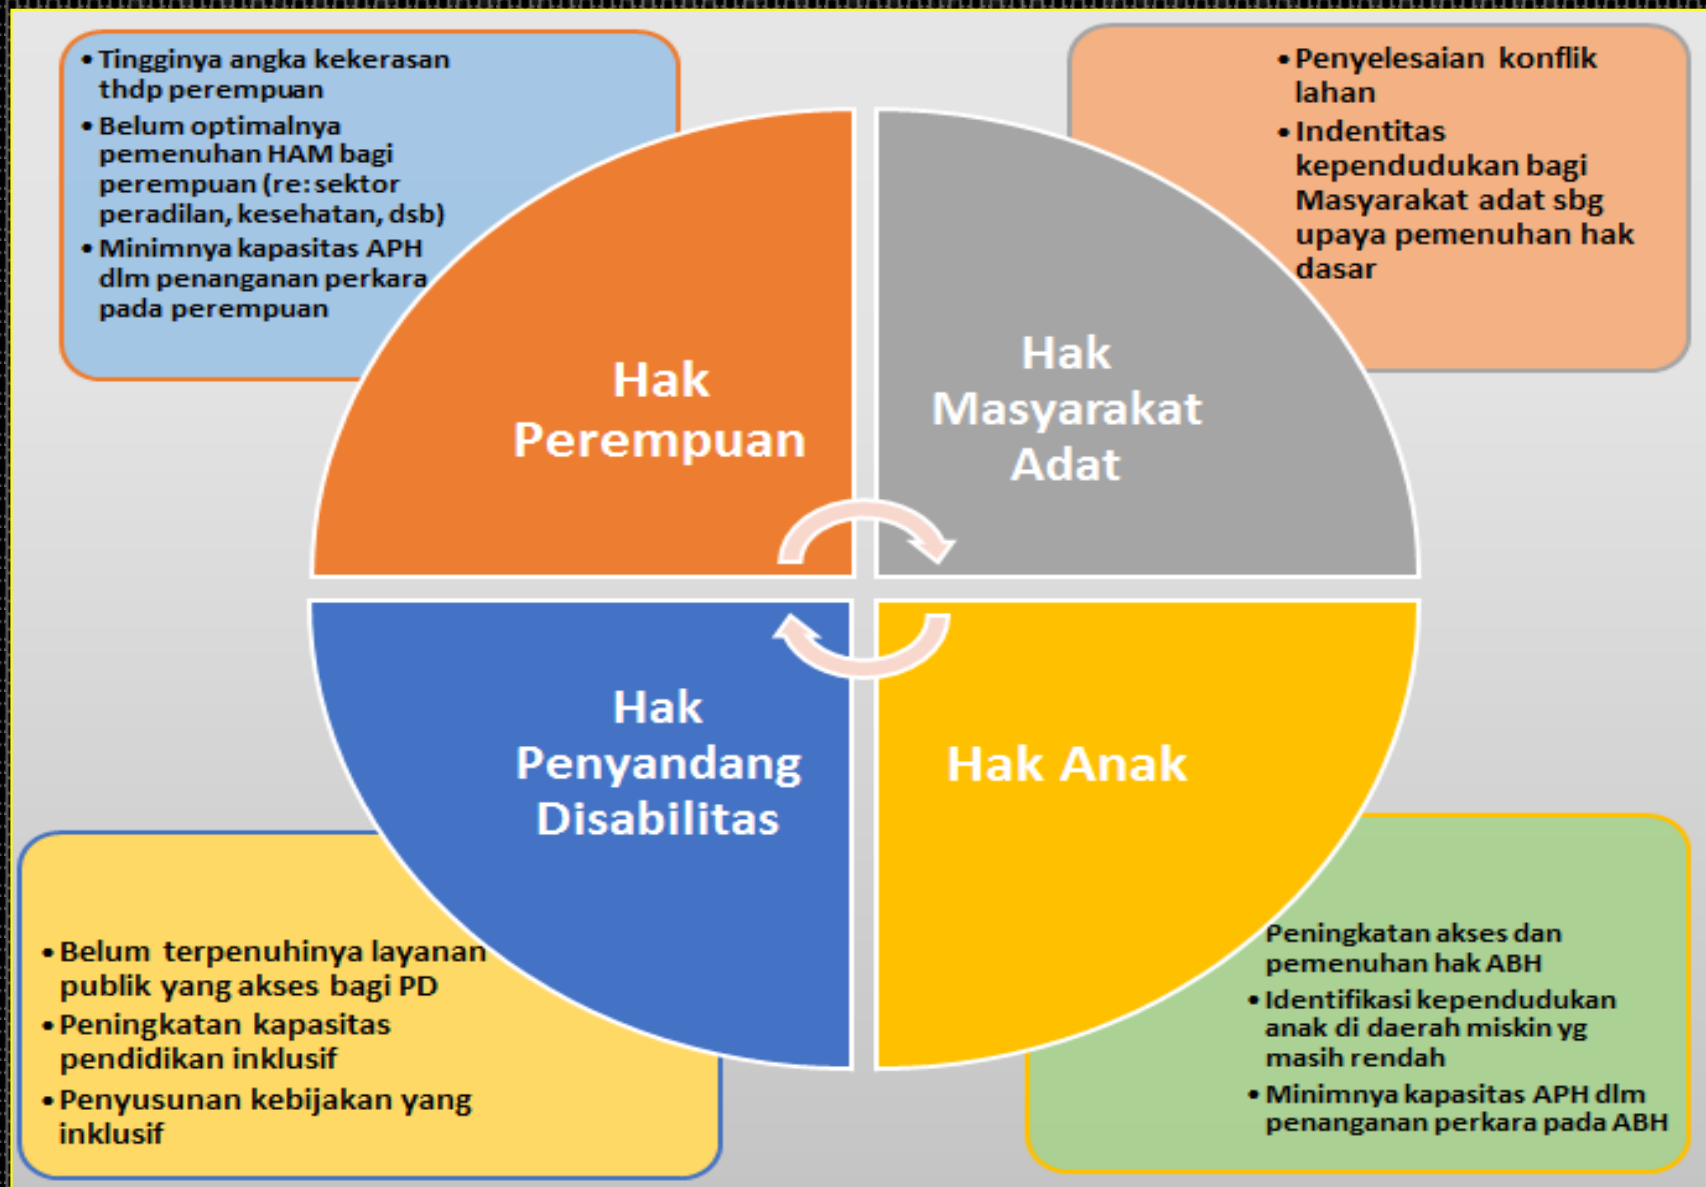 • Tingginya angka kekerasan
thdp perempuan
• Belum optimalnya
pemenuhan HAM bagi
perempuan (re: sektor
peradilan, kesehatan, dsb)
• Minimnya kapasitas APH
dlm penanganan perkara
pada perempuan
• Penyelesaian konflik
lahan
• Indentitas
kependudukan bagi
Masyarakat adat sbg
upaya pemenuhan hak
dasar
Hak
Perempuan
Hak
Masyarakat
Adat
Hak
Penyandang
Disabilitas
Hak Anak
• Belum terpenuhinya layanan
publik yang akses bagi PD
• Peningkatan kapasitas
pendidikan inklusif
• Penyusunan kebijakan yang
inklusif
Peningkatan akses dan
pemenuhan hak ABH
• Identifikasi kependudukan
anak di daerah miskin yg
masih rendah
• Minimnya kapasitas APH dlm
penanganan perkara pada ABH